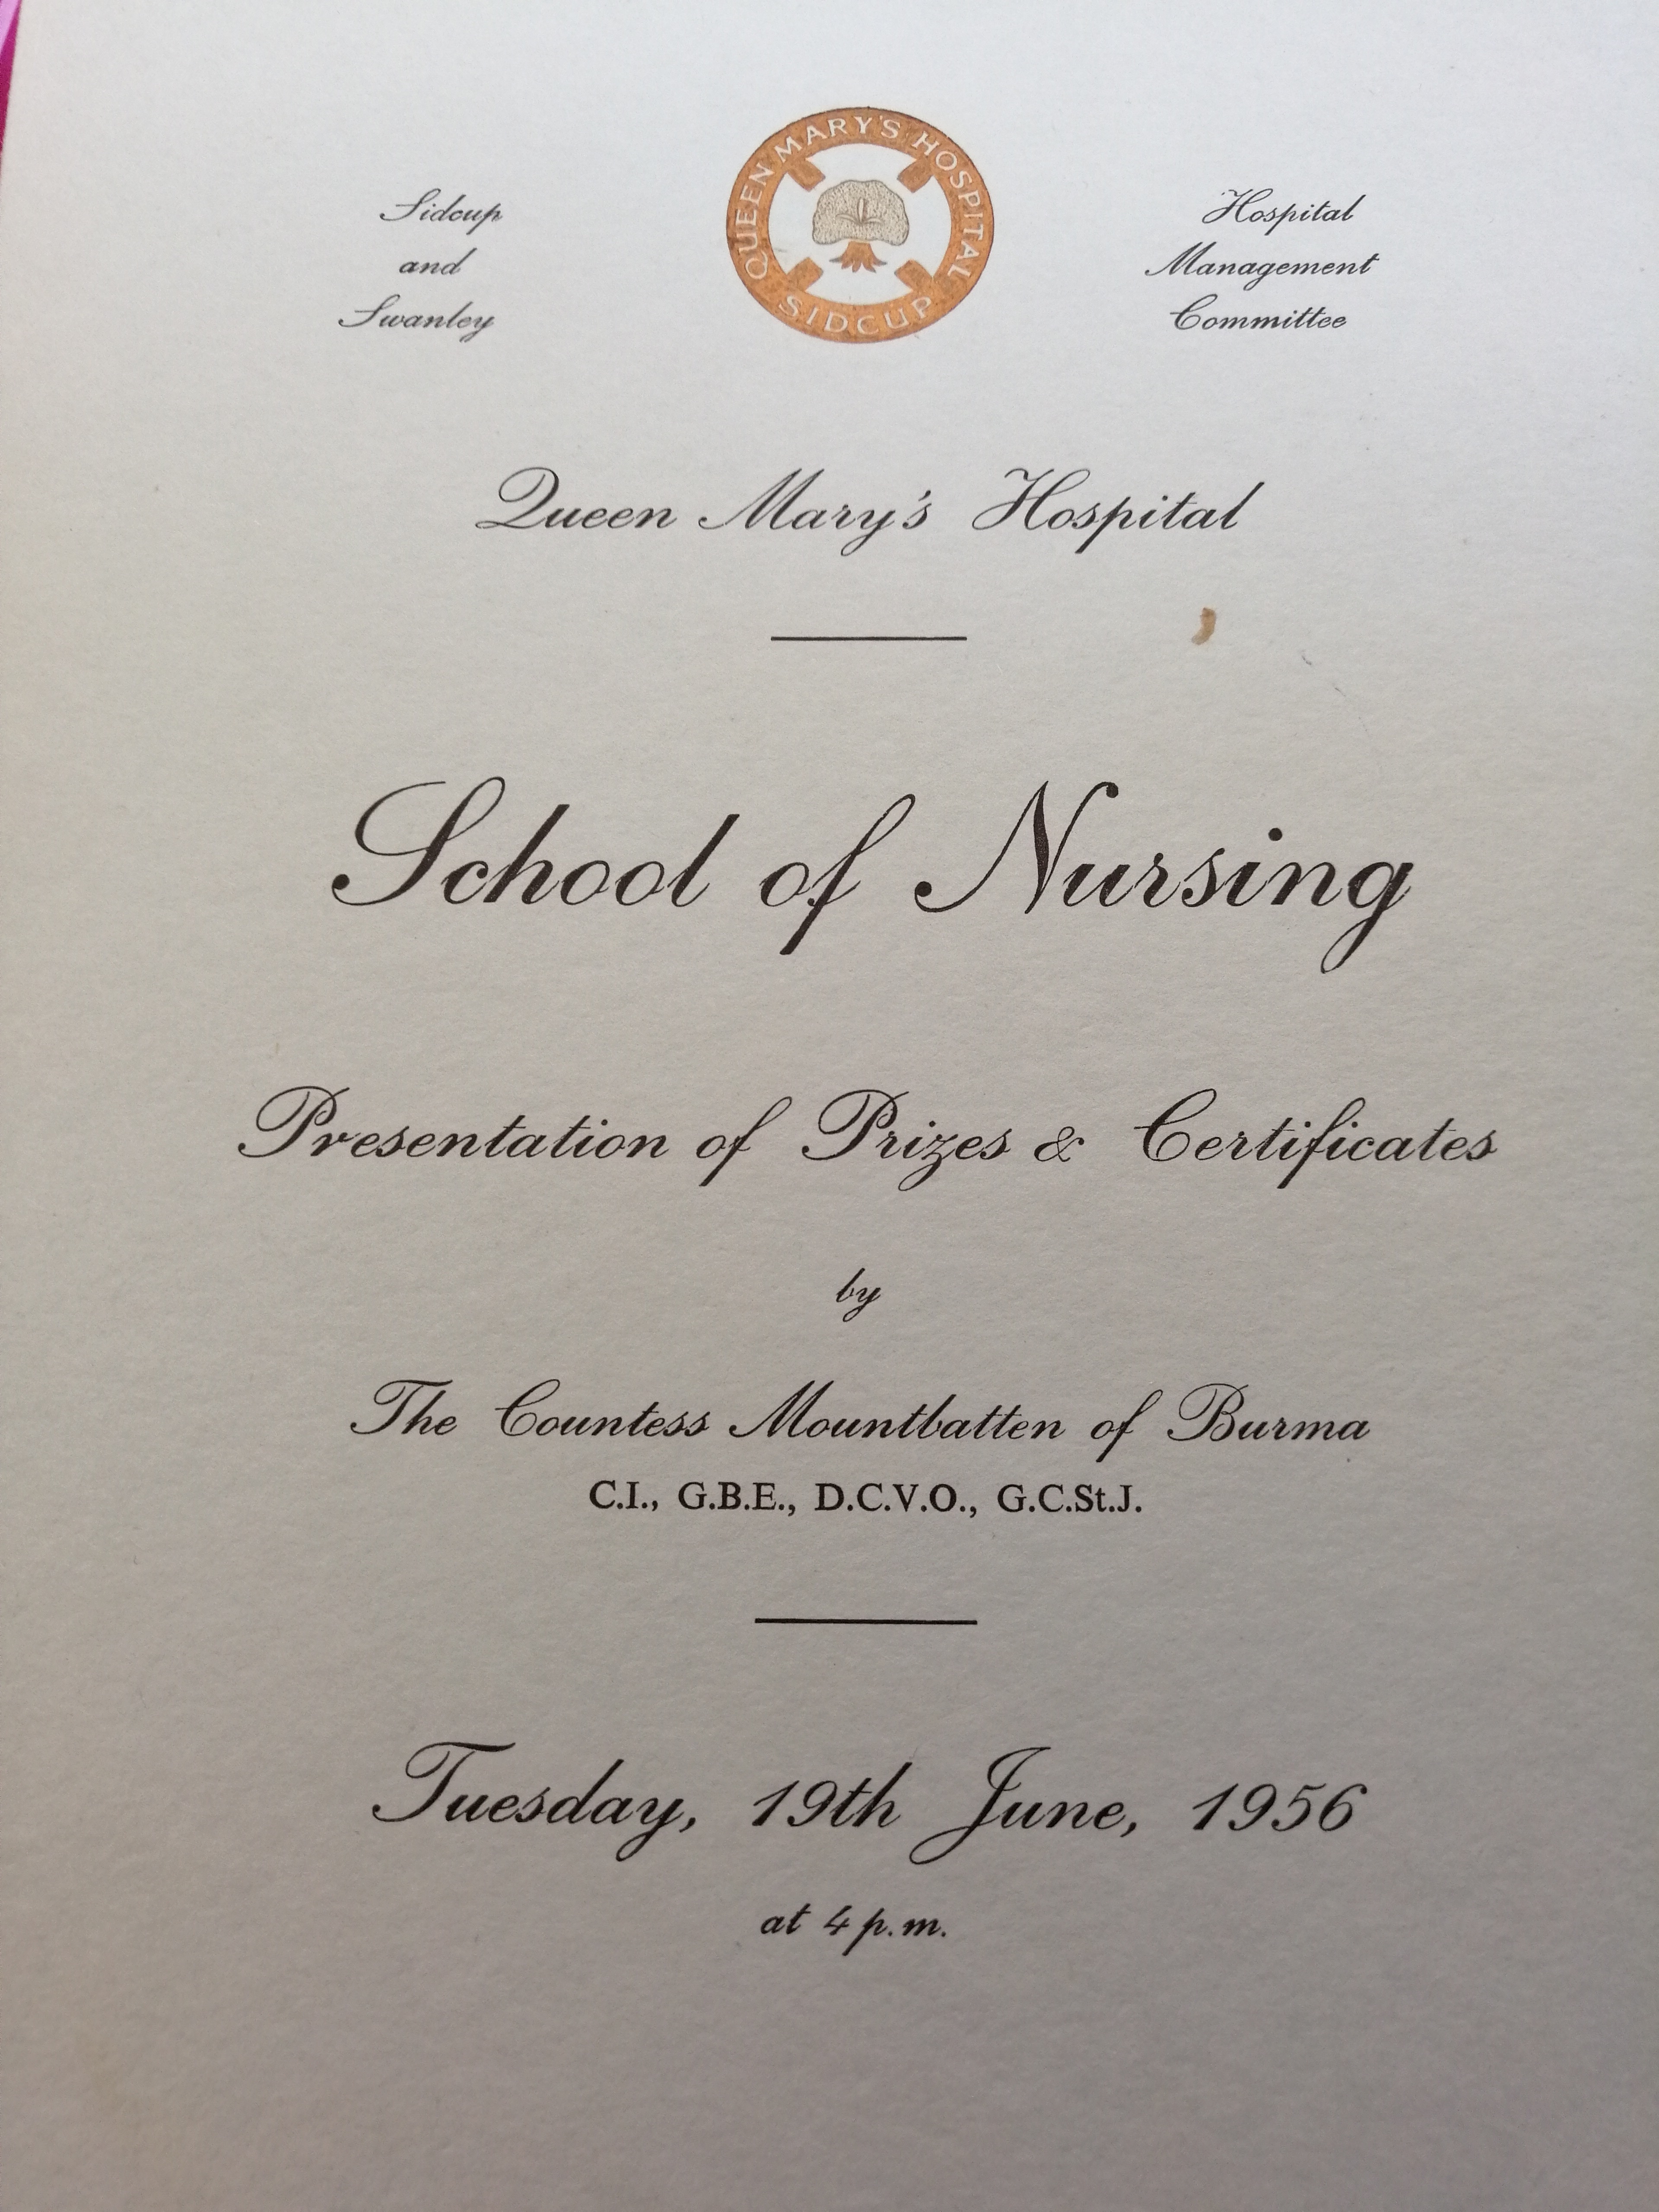 Sidcup
and
Swanley
QUEEN MARY'S HOSPITAL
SIDCUP
Hospital
Management
Committee
Queen Mary's Hospital
School of Nursing
Presentation of Prizes & Certificates
by
The Countess Mountbatten of Burma
C.I., G.B.E., D.C.V.O., G.C.St.J.
Tuesday, 19th June, 1956
at 4 p.m.